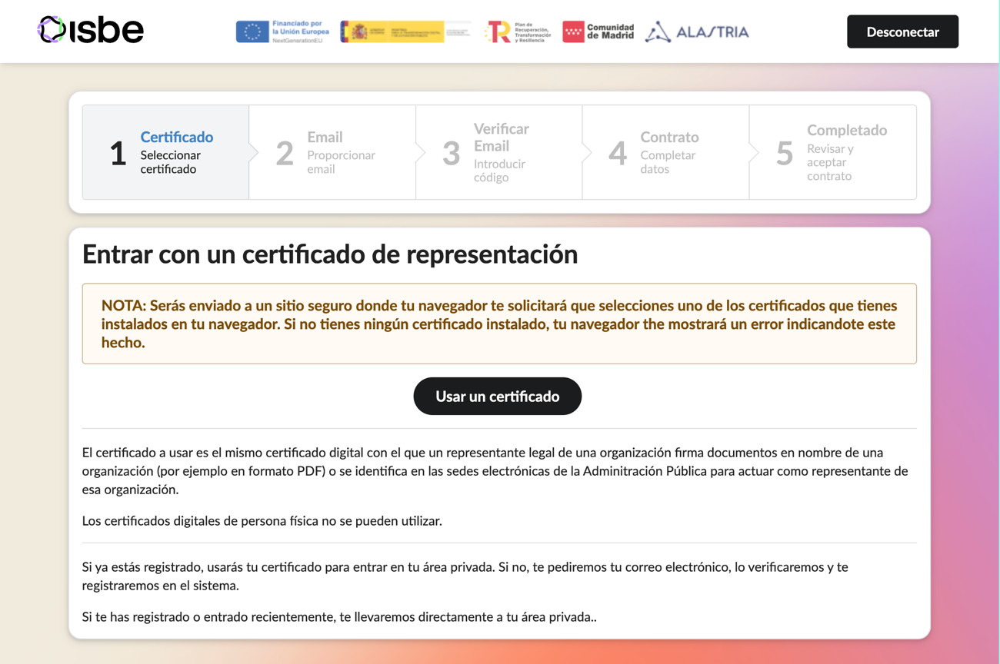 isbe
Financiado por
la Unión Europea
NextGenerationEU
Plan de
Recuperación,
Transformación
y Resiliencia
Comunidad
de Madrid
ALASTRIA
Desconectar
1
Certificado
Seleccionar
certificado
2
Email
Proporcionar
email
3
Verificar
Email
Introducir
código
4
Contrato
Completar
datos
5
Completado
Revisar y
aceptar
contrato
Entrar con un certificado de representación
NOTA: Serás enviado a un sitio seguro donde tu navegador te solicitará que selecciones uno de los certificados que tienes
instalados en tu navegador. Si no tienes ningún certificado instalado, tu navegador the mostrará un error indicandote este
hecho.
Usar un certificado
El certificado a usar es el mismo certificado digital con el que un representante legal de una organización firma documentos en nombre de una
organización (por ejemplo en formato PDF) o se identifica en las sedes electrónicas de la Adminitración Pública para actuar como representante de
esa organización.
Los certificados digitales de persona física no se pueden utilizar.
Si ya estás registrado, usarás tu certificado para entrar en tu área privada. Si no, te pediremos tu correo electrónico, lo verificaremos y te
registraremos en el sistema.
Si te has registrado o entrado recientemente, te llevaremos directamente a tu área privada..